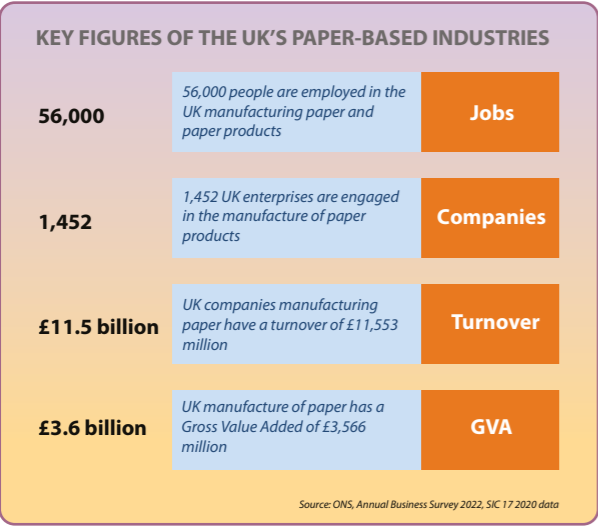 KEY FIGURES OF THE UK'S PAPER-BASED INDUSTRIES
56,000
56,000 people are employed in the
UK manufacturing paper and
paper products
Jobs
1,452
1,452 UK enterprises are engaged
in the manufacture of paper
products
Companies
£11.5 billion
UK companies manufacturing
paper have a turnover of £11,553
million
Turnover
£3.6 billion
UK manufacture of paper has a
Gross Value Added of £3,566
million
GVA
Source: ONS, Annual Business Survey 2022, SIC 17 2020 data